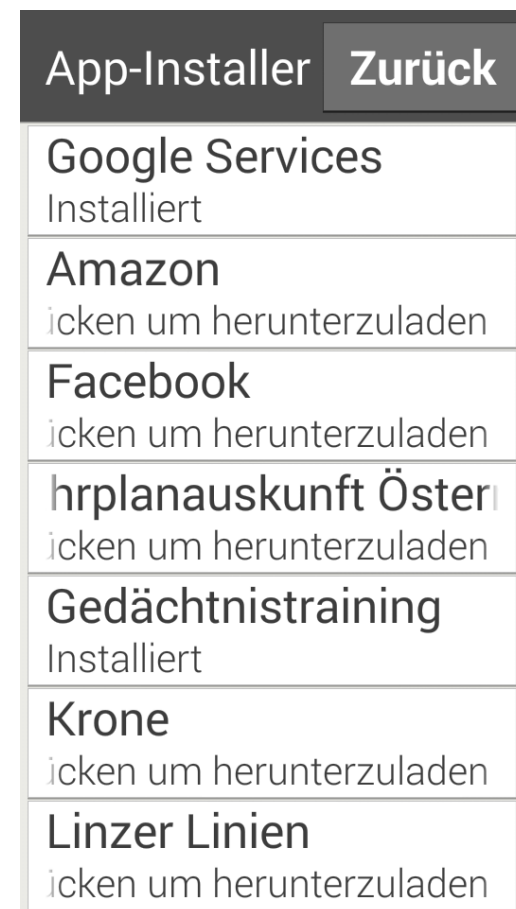 App-Installer Zurück
Google Services
Installiert
Amazon
icken um herunterzuladen
Facebook
icken um herunterzuladen
hrplanauskunft Österr
icken um herunterzuladen
Gedächtnistraining
Installiert
Krone
icken um herunterzuladen
Linzer Linien
icken um herunterzuladen